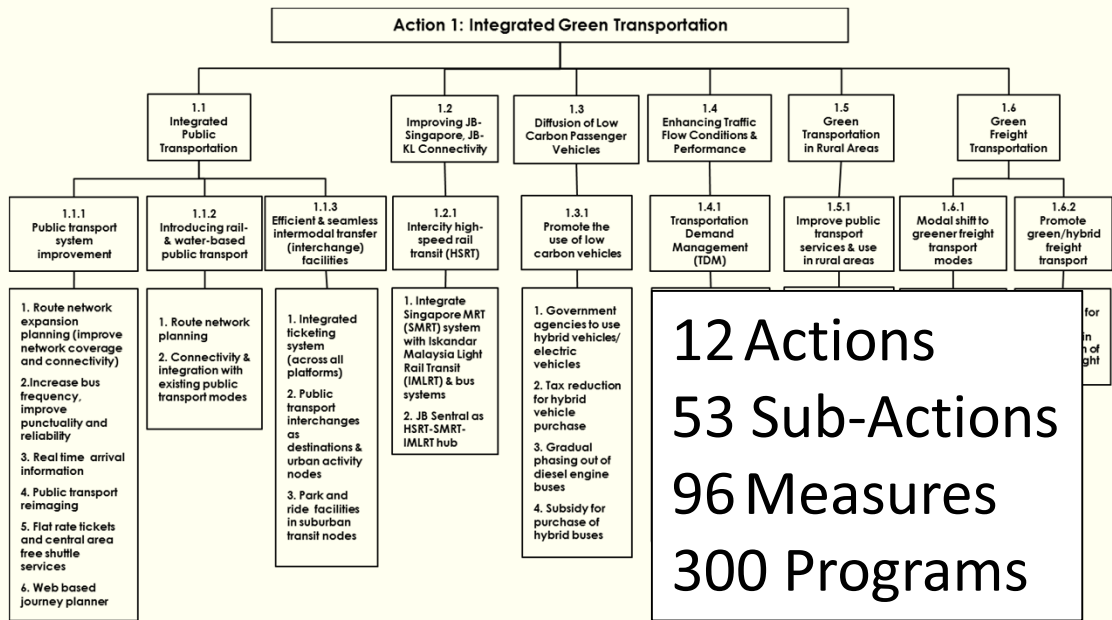 Action 1: Integrated Green Transportation
1.1
Integrated
Public
Transportation
1.2
Improving JB-
Singapore, JB-
KL Connectivity
1.3
Diffusion of Low
Carbon Passenger
Vehicles
1.4
Enhancing Traffic
Flow Conditions &
Performance
1.5
Green
Transportation
in Rural Areas
1.6
Green
Freight
Transportation
1.1.1
Public transport
system
improvement
1.1.2
Introducing rail-
& water-based
public transport
1.1.3
Efficient & seamless
intermodal transfer
(interchange)
facilities
1.2.1
Intercity high-
speed rail
transit (HSRT)
1.3.1
Promote the
use of low
carbon vehicles
1.4.1
Transportation
Demand
Management
(TDM)
1.5.1
Improve public
transport
services & use
in rural areas
1.6.1
Modal shift to
greener freight
transport
modes
1.6.2
Promote
green/hybrid
freight
transport
1. Route network
expansion
planning (improve
network coverage
and connectivity)
2.Increase bus
frequency,
improve
punctuality and
reliability
3. Real time arrival
information
4. Public transport
reimaging
5. Flat rate tickets
and central area
free shuttle
services
6. Web based
journey planner
1. Route network
planning
2. Connectivity &
integration with
existing public
transport modes
1. Integrated
ticketing
system
(across all
platforms)
2. Public
transport
interchanges
as
destinations &
urban activity
nodes
3. Park and
ride facilities
in suburban
transit nodes
1. Integrate
Singapore MRT
(SMRT) system
with Iskandar
Malaysia Light
Rail Transit
(IMLRT) & bus
systems
2. JB Sentral as
HSRT-SMRT-
IMLRT hub
1. Government
agencies to use
hybrid vehicles/
electric
vehicles
2. Tax reduction
for hybrid
vehicle
purchase
3. Gradual
phasing out of
diesel engine
buses
4. Subsidy for
purchase of
hybrid buses
for
in
of
12 Actions
53 Sub-Actions
96 Measures
300 Programs